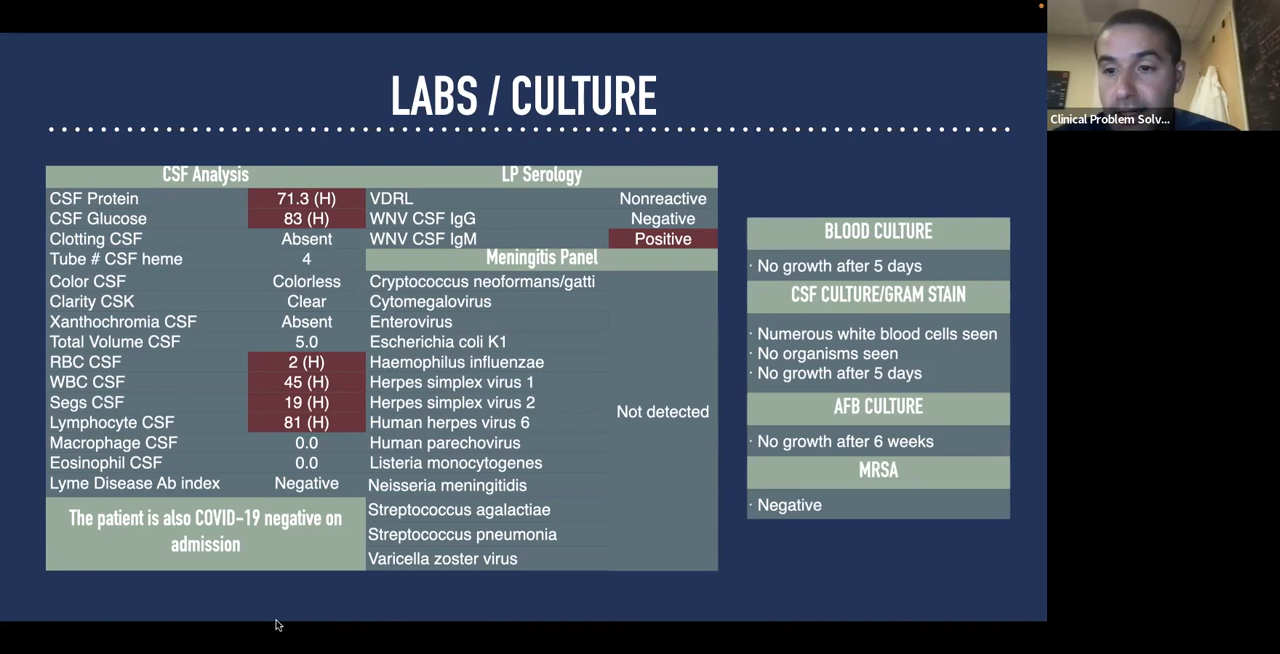 LABS / CULTURE
CSF Analysis
CSF Protein 71.3 (H)
CSF Glucose 83 (H)
Clotting CSF Absent
Tube # CSF heme 4
Color CSF Colorless
Clarity CSK Clear
Xanthochromia CSF Absent
Total Volume CSF 5.0
RBC CSF 2 (H)
WBC CSF 45 (H)
Segs CSF 19 (H)
Lymphocyte CSF 81 (H)
Macrophage CSF 0.0
Eosinophil CSF 0.0
Lyme Disease Ab index Negative
The patient is also COVID-19 negative on
admission
LP Serology
VDRL Nonreactive
WNV CSF IgG Negative
WNV CSF IgM Positive
Meningitis Panel
Cryptococcus neoformans/gatti
Cytomegalovirus
Enterovirus
Escherichia coli K1
Haemophilus influenzae
Herpes simplex virus 1
Herpes simplex virus 2
Human herpes virus 6
Human parechovirus
Listeria monocytogenes
Neisseria meningitidis
Streptococcus agalactiae
Streptococcus pneumonia
Varicella zoster virus
Not detected
BLOOD CULTURE
· No growth after 5 days
CSF CULTURE/GRAM STAIN
· Numerous white blood cells seen
· No organisms seen
· No growth after 5 days
AFB CULTURE
· No growth after 6 weeks
MRSA
· Negative
Clinical Problem Solv...